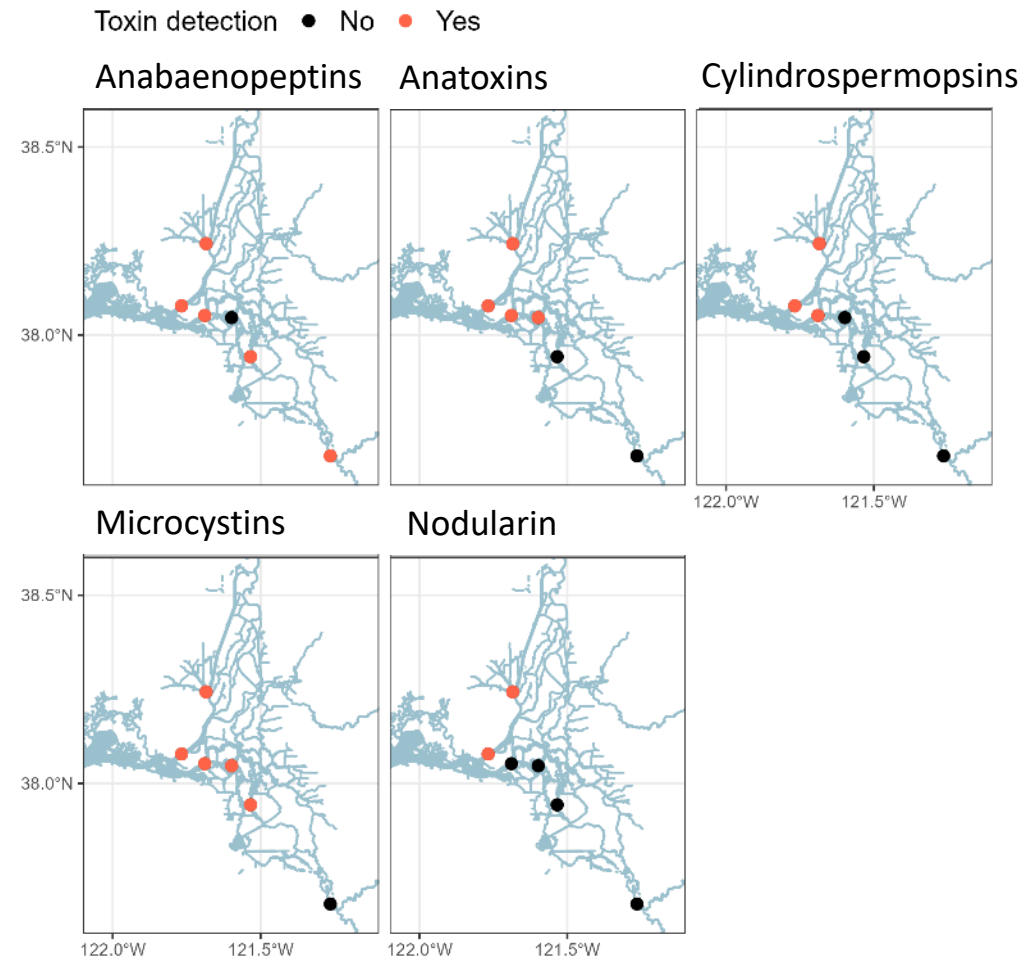 Toxin detection No Yes
Anabaenopeptins Anatoxins Cylindrospermopsins
38.5°N
38.0°N
122.0°W 121.5°W
Microcystins Nodularin
38.5°N
38.0°N
122.0°W 121.5°W 122.0°W 121.5°W